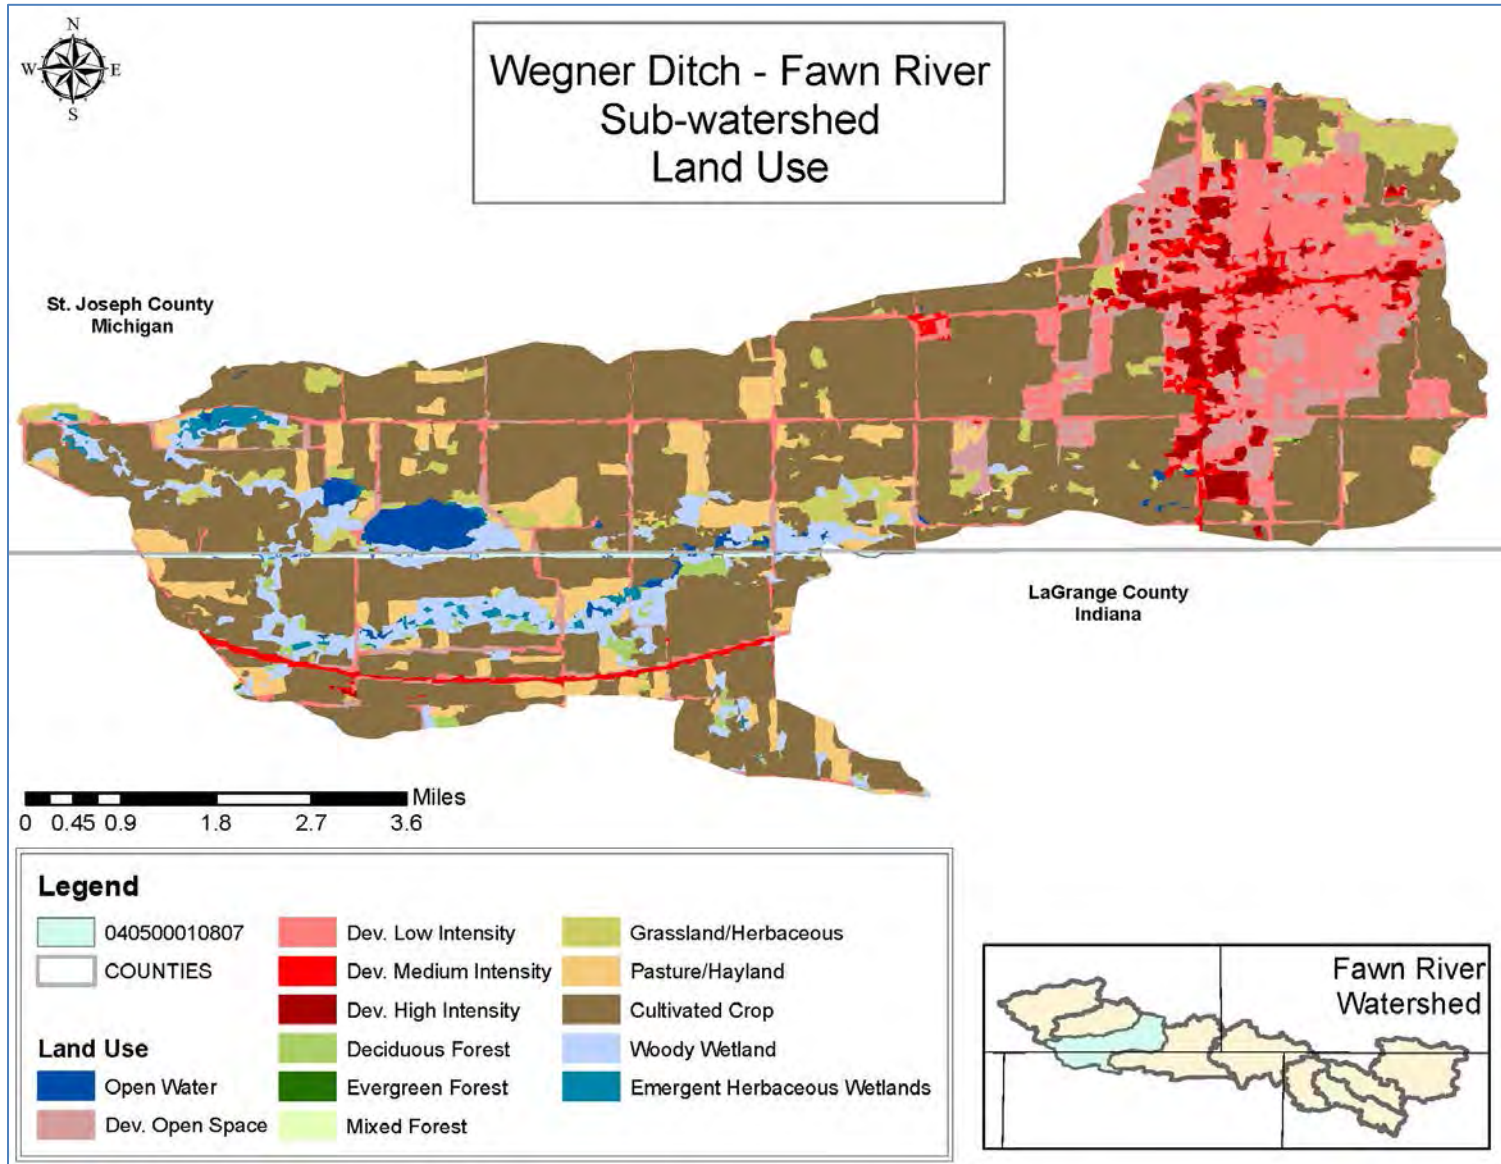 N
W
E
S
Wegner Ditch - Fawn River
Sub-watershed
Land Use
St. Joseph County
Michigan
LaGrange County
Indiana
Miles
0 0.45 0.9 1.8 2.7 3.6
Legend
040500010807
COUNTIES
Land Use
Open Water
Dev. Open Space
Dev. Low Intensity
Dev. Medium Intensity
Dev. High Intensity
Deciduous Forest
Evergreen Forest
Mixed Forest
Grassland/Herbaceous
Pasture/Hayland
Cultivated Crop
Woody Wetland
Emergent Herbaceous Wetlands
Fawn River
Watershed